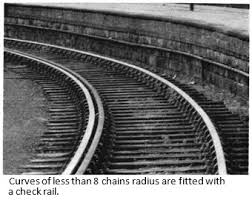 Curves of less than 8 chains radius are fitted with
a check rail.